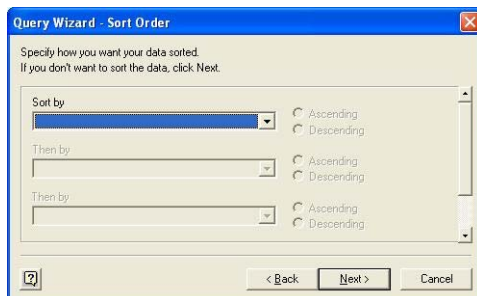 Query Wizard - Sort Order
Specify how you want your data sorted.
If you don't want to sort the data, click Next.
Sort by
Ascending
Descending
Then by
Ascending
Descending
Then by
Ascending
Descending
?
< Back
Next >
Cancel